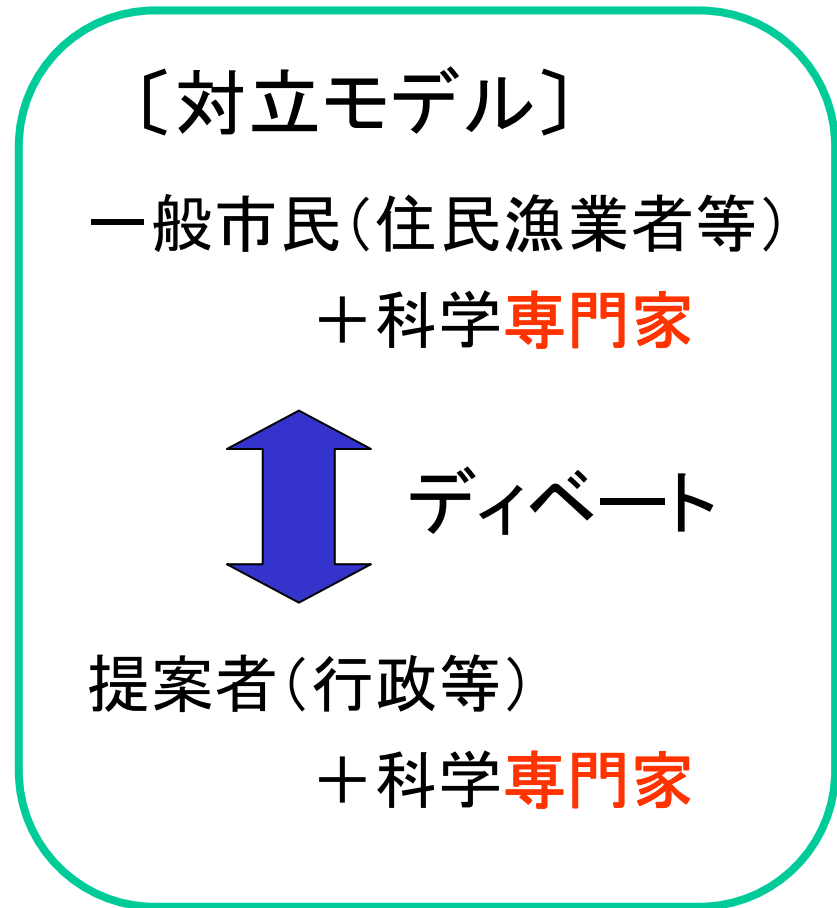 〔対立モデル〕
一般市民(住民漁業者等)
+科学専門家
ディベート
提案者(行政等)
+科学専門家